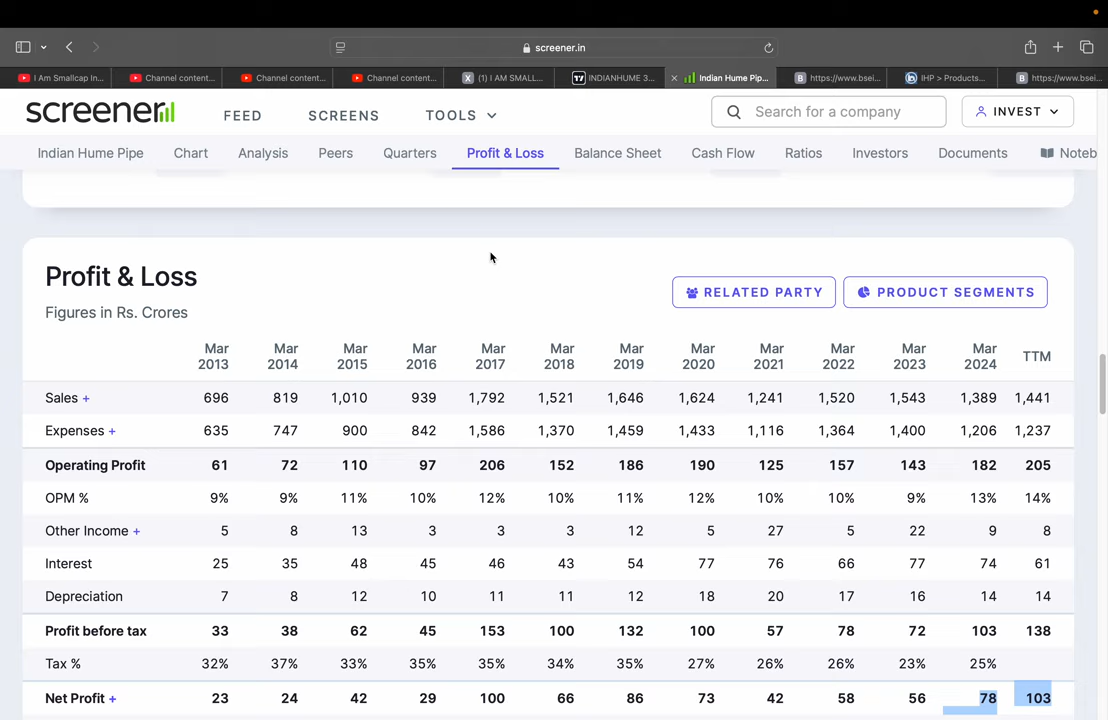 screener.in
I Am Smallcap In...
Channel content...
Channel content...
Channel content...
(1) I AM SMALL...
INDIANHUME 3...
Indian Hume Pip...
https://www.bsei...
IHP > Products...
https://www.bsei...
screener
FEED
SCREENS
TOOLS
Search for a company
INVEST
Indian Hume Pipe
Chart
Analysis
Peers
Quarters
Profit & Loss
Balance Sheet
Cash Flow
Ratios
Investors
Documents
Noteb
Profit & Loss
Figures in Rs. Crores
RELATED PARTY
PRODUCT SEGMENTS
Mar 2013 Mar 2014 Mar 2015 Mar 2016 Mar 2017 Mar 2018 Mar 2019 Mar 2020 Mar 2021 Mar 2022 Mar 2023 Mar 2024 TTM
Sales + 696 819 1,010 939 1,792 1,521 1,646 1,624 1,241 1,520 1,543 1,389 1,441
Expenses + 635 747 900 842 1,586 1,370 1,459 1,433 1,116 1,364 1,400 1,206 1,237
Operating Profit 61 72 110 97 206 152 186 190 125 157 143 182 205
OPM % 9% 9% 11% 10% 12% 10% 11% 12% 10% 10% 9% 13% 14%
Other Income + 5 8 13 3 3 3 12 5 27 5 22 9 8
Interest 25 35 48 45 46 43 54 77 76 66 77 74 61
Depreciation 7 8 12 10 11 11 12 18 20 17 16 14 14
Profit before tax 33 38 62 45 153 100 132 100 57 78 72 103 138
Tax % 32% 37% 33% 35% 35% 34% 35% 27% 26% 26% 23% 25%
Net Profit + 23 24 42 29 100 66 86 73 42 58 56 78 103